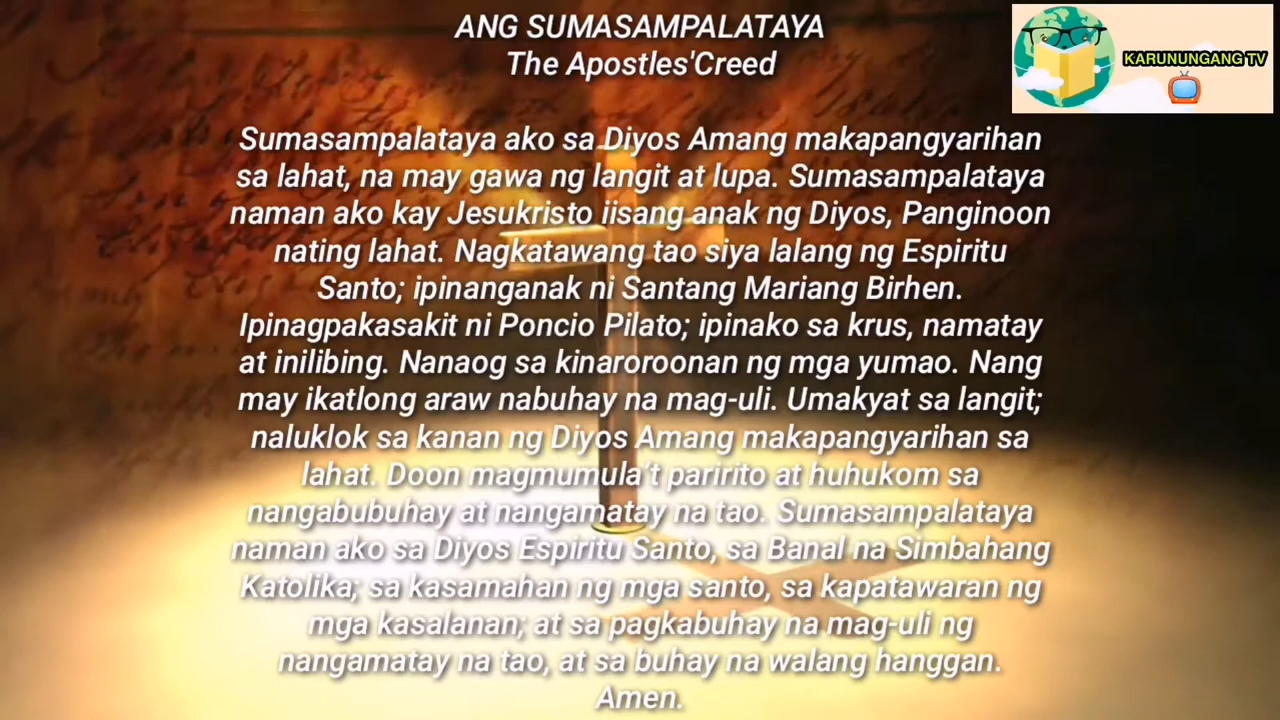 ANG SUMASAMPALATAYA
The Apostles'Creed
KARUNUNGANG TV
Sumasampalataya ako sa Diyos Amang makapangyarihan
sa lahat, na may gawa ng langit at lupa. Sumasampalataya
naman ako kay Jesukristo iisang anak ng Diyos, Panginoon
nating lahat. Nagkatawang tao siya lalang ng Espiritu
Santo; ipinanganak ni Santang Mariang Birhen.
Ipinagpakasakit ni Poncio Pilato; ipinako sa krus, namatay
at inilibing. Nanaog sa kinaroroonan ng mga yumao. Nang
may ikatlong araw nabuhay na mag-uli. Umakyat sa langit;
naluklok sa kanan ng Diyos Amang makapangyarihan sa
lahat. Doon magmumula't paririto at huhukom sa
nangabubuhay at nangamatay na tao. Sumasampalataya
naman ako sa Diyos Espiritu Santo, sa Banal na Simbahang
Katolika; sa kasamahan ng mga santo, sa kapatawaran ng
mga kasalanan; at sa pagkabuhay na mag-uli ng
nangamatay na tao, at sa buhay na walang hanggan.
Amen.